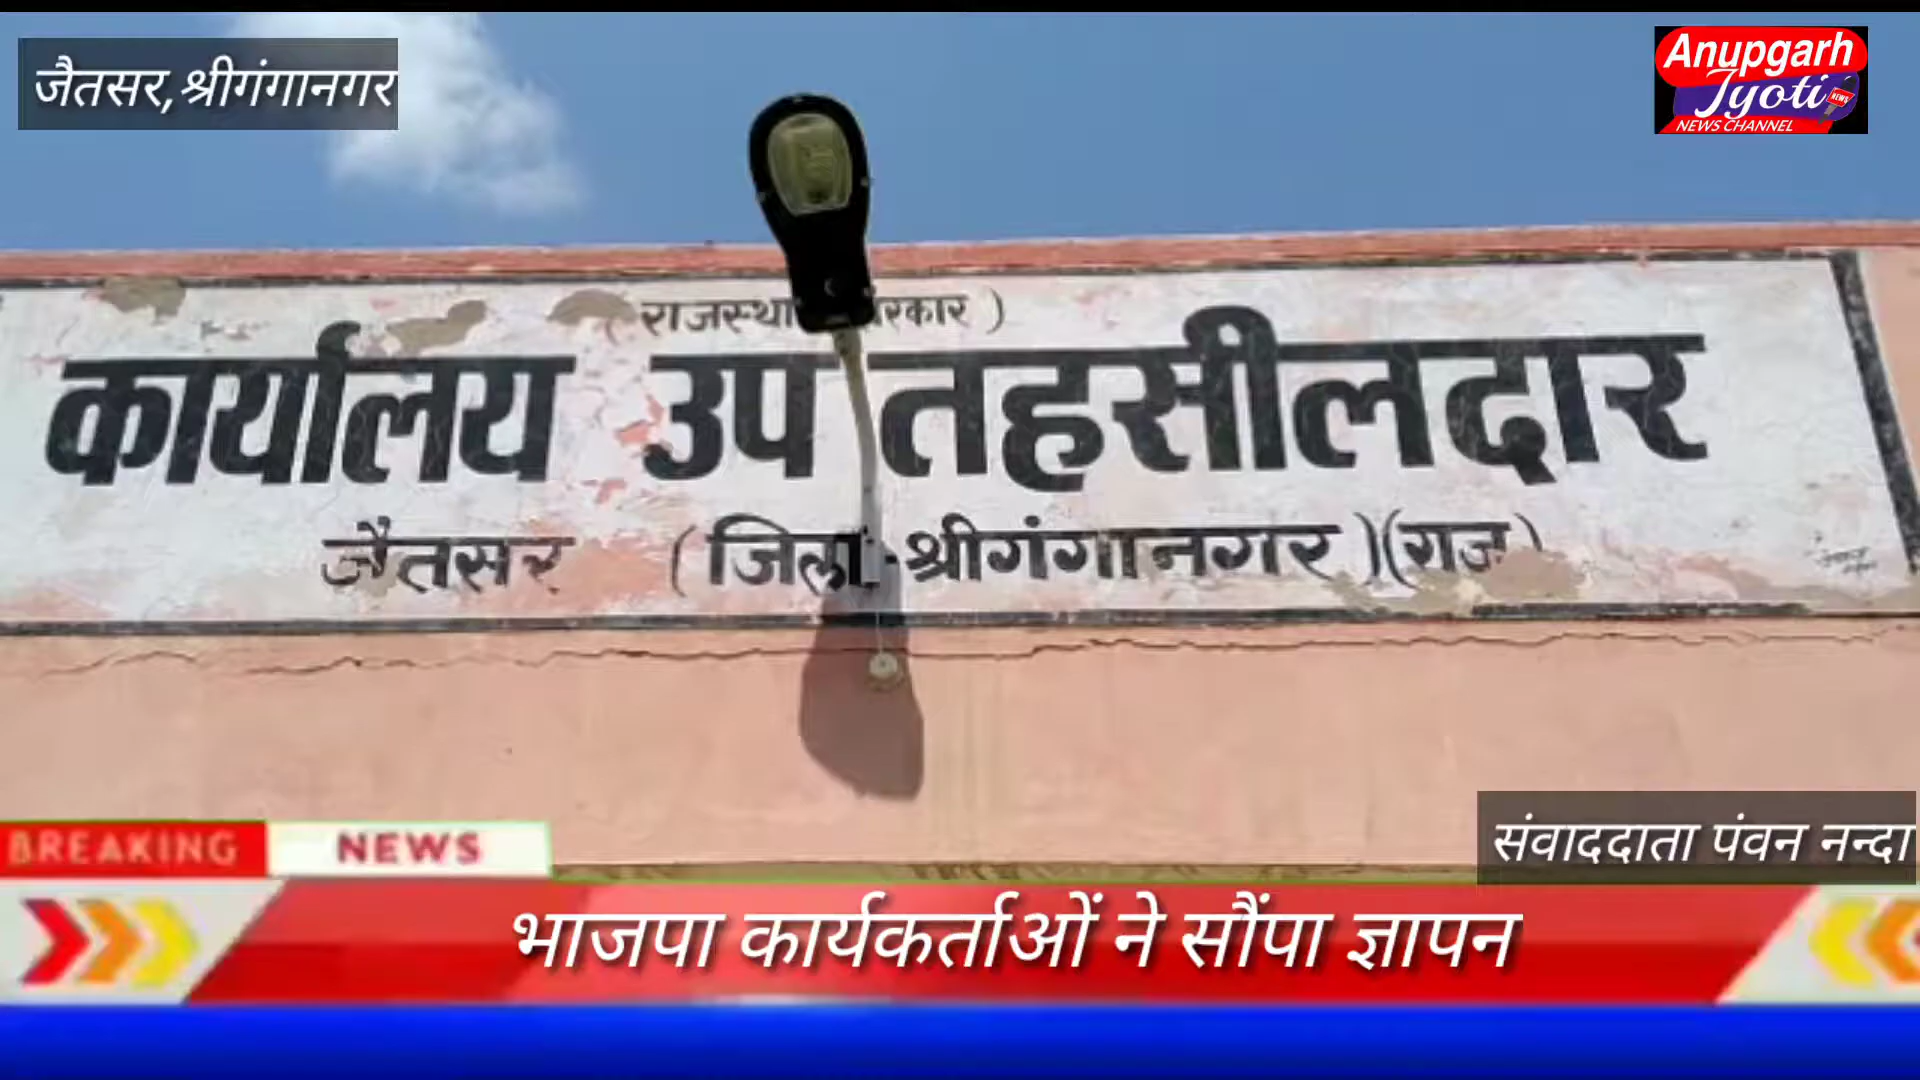 जैतसर,श्रीगंगानगर
Anupgarh
Jyoti
NEWS
NEWS CHANNEL
कार्यालय उप तहसीलदार
जैतसर (जिला श्रीगंगानगर)(राज)
BREAKING NEWS
संवाददाता पंवन नन्दा
भाजपा कार्यकर्ताओं ने सौंपा ज्ञापन